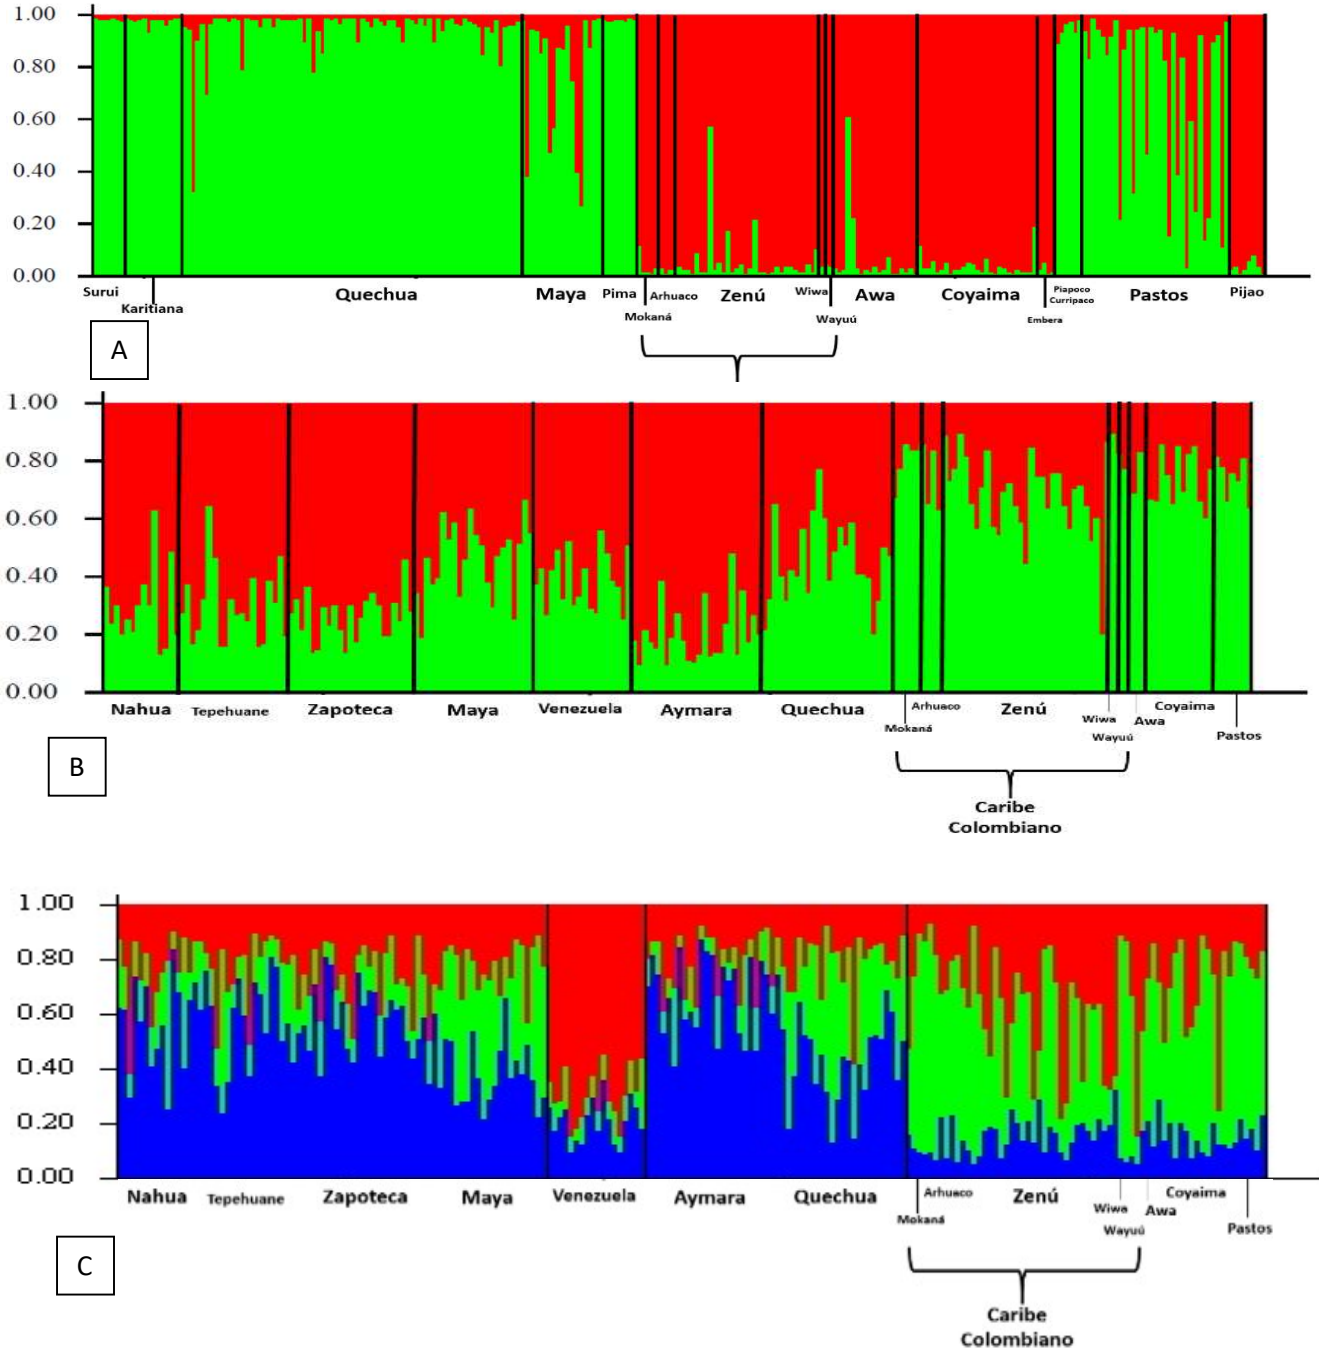 1.00
0.80
0.60
0.40
0.20
0.00
Surui
Karitiana
Quechua
Maya
Pima
Mokaná
Arhuaco
Zenú
Wiwa
Wayuú
Awa
Coyaima
Embera
Piapoco
Curripaco
Pastos
Pijao
A
1.00
0.80
0.60
0.40
0.20
0.00
Nahua
Tepehuane
Zapoteca
Maya
Venezuela
Aymara
Quechua
Mokaná
Arhuaco
Zenú
Wiwa
Wayuú
Awa
Coyaima
Pastos
B
Caribe
Colombiano
1.00
0.80
0.60
0.40
0.20
0.00
Nahua
Tepehuane
Zapoteca
Maya
Venezuela
Aymara
Quechua
Mokaná
Arhuaco
Zenú
Wiwa
Wayuú
Awa
Coyaima
Pastos
C
Caribe
Colombiano